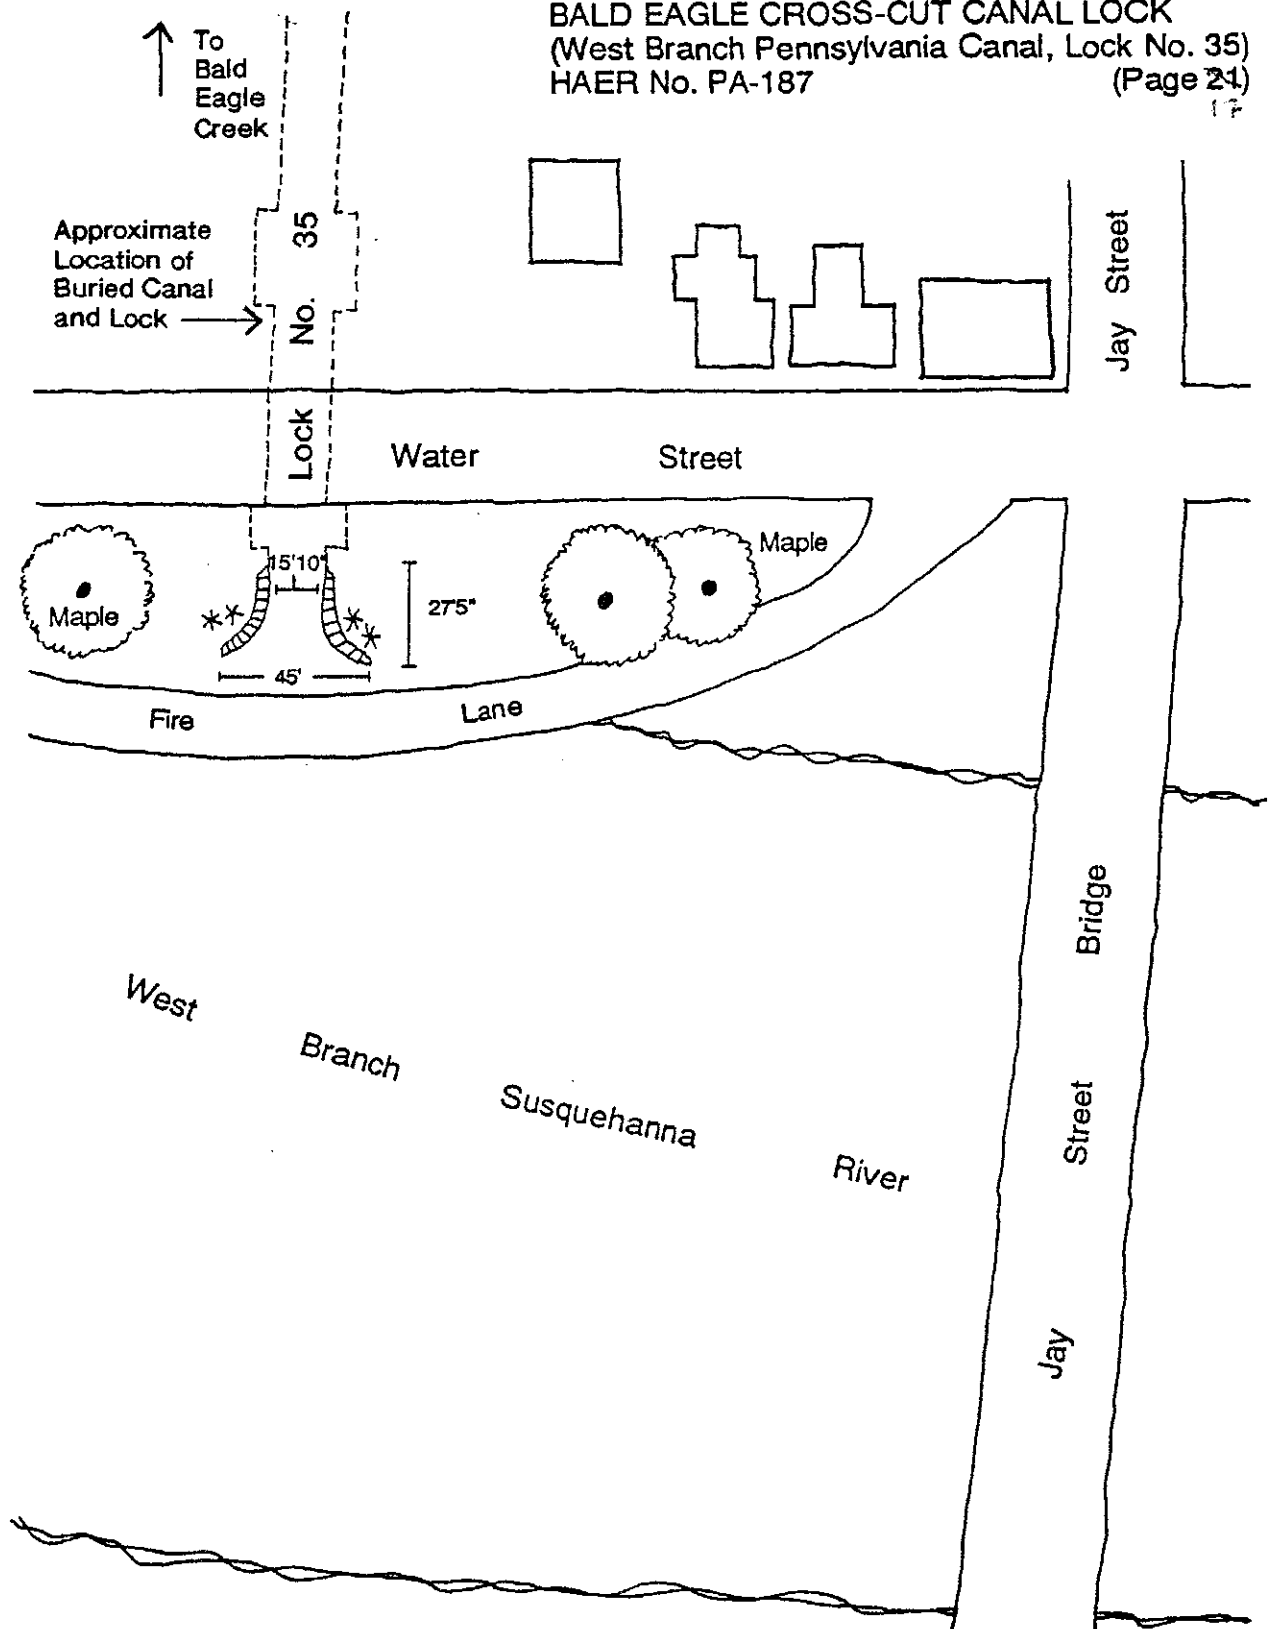 BALD EAGLE CROSS-CUT CANAL LOCK
(West Branch Pennsylvania Canal, Lock No. 35)
HAER No. PA-187 (Page 21)
17
To
Bald
Eagle
Creek
Approximate
Location of
Buried Canal
and Lock
Lock No. 35
Jay Street
Water Street
Maple
15'10"
27'5"
45'
Maple
Fire Lane
West Branch Susquehanna River
Jay Street Bridge